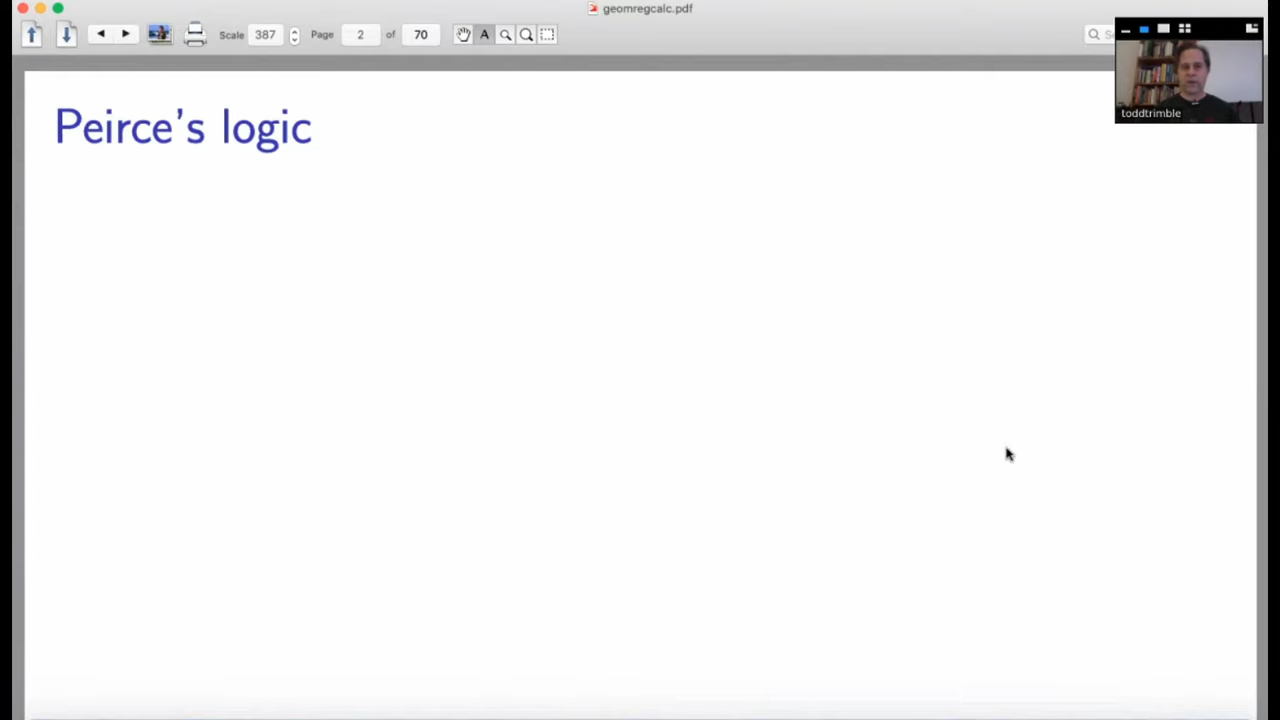 geomregcalc.pdf
Scale 387 Page 2 of 70 A
toddtrimble
Peirce's logic